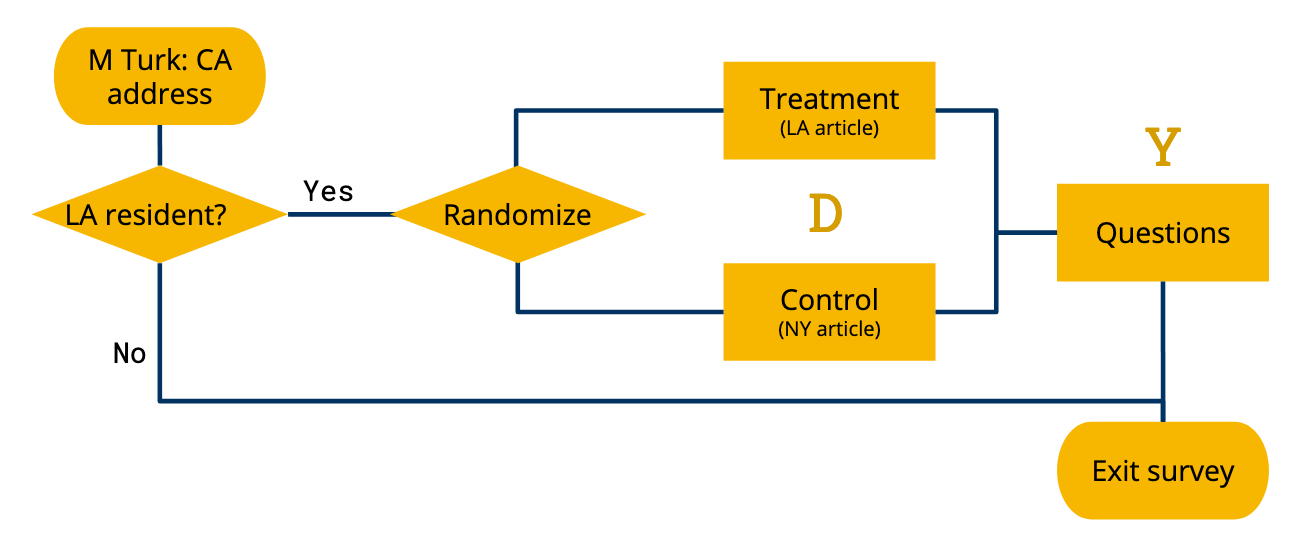 M Turk: CA
address
LA resident?
Yes
No
Randomize
Treatment
(LA article)
D
Control
(NY article)
Y
Questions
Exit survey